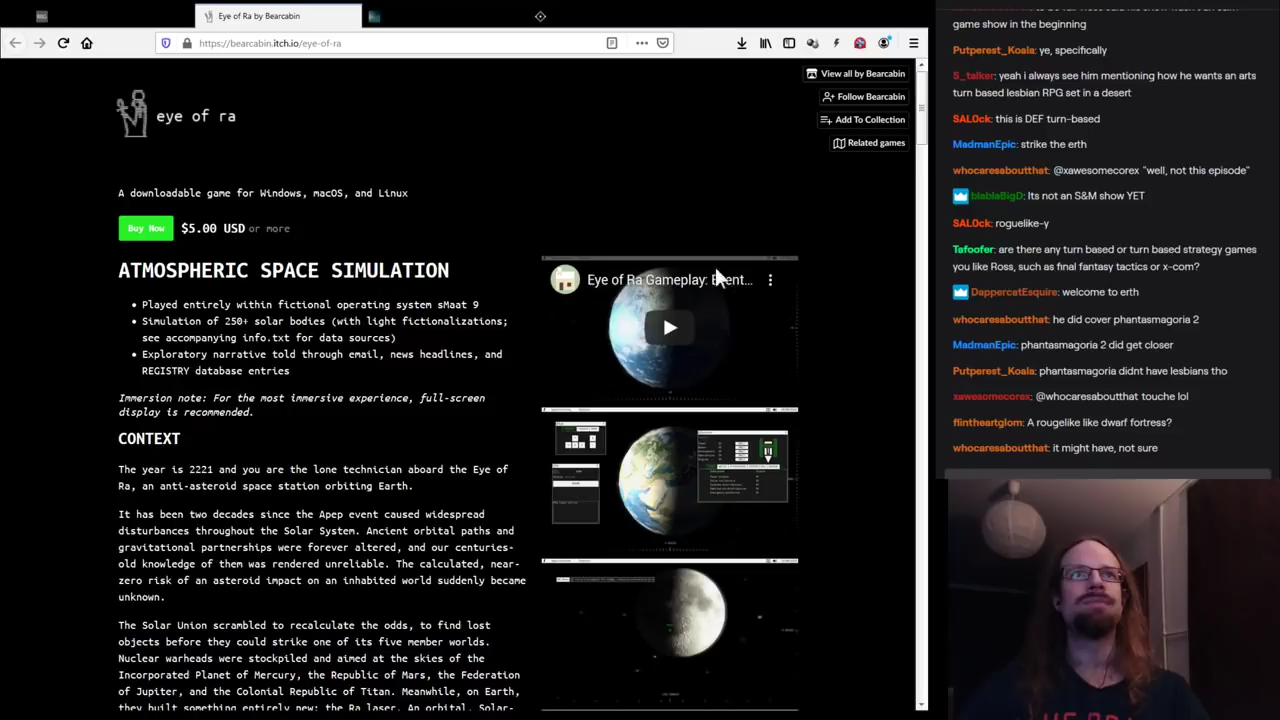 Eye of Ra by Bearcabin
https://bearcabin.itch.io/eye-of-ra
View all by Bearcabin
Follow Bearcabin
Add To Collection
Related games
eye of ra
A downloadable game for Windows, macOS, and Linux
Buy Now $5.00 USD or more
ATMOSPHERIC SPACE SIMULATION
• Played entirely within fictional operating system sMaat 9
• Simulation of 250+ solar bodies (with light fictionalizations;
see accompanying info.txt for data sources)
• Exploratory narrative told through email, news headlines, and
REGISTRY database entries
Immersion note: For the most immersive experience, full-screen
display is recommended.
CONTEXT
The year is 2221 and you are the lone technician aboard the Eye of
Ra, an anti-asteroid space station orbiting Earth.
It has been two decades since the Apep event caused widespread
disturbances throughout the Solar System. Ancient orbital paths and
gravitational partnerships were forever altered, and our centuries-
old knowledge of them was rendered unreliable. The calculated, near-
zero risk of an asteroid impact on an inhabited world suddenly became
unknown.
The Solar Union scrambled to recalculate the odds, to find lost
objects before they could strike one of its five member worlds.
Nuclear warheads were stockpiled and aimed at the skies of the
Incorporated Planet of Mercury, the Republic of Mars, the Federation
of Jupiter, and the Colonial Republic of Titan. Meanwhile, on Earth,
they built something entirely new: the Ra laser. An orbital, Solar-
Eye of Ra Gameplay: Event...
game show in the beginning
Putperest_Koala: ye, specifically
S_talker: yeah i always see him mentioning how he wants an arts
turn based lesbian RPG set in a desert
SAL0ck: this is DEF turn-based
MadmanEpic: strike the erth
whocaresaboutthat: @xawesomecorex "well, not this episode"
blablaBigD: Its not an S&M show YET
SAL0ck: roguelike-y
Tafoofer: are there any turn based or turn based strategy games
you like Ross, such as final fantasy tactics or x-com?
DappercatEsquire: welcome to erth
whocaresaboutthat: he did cover phantasmagoria 2
MadmanEpic: phantasmagoria 2 did get closer
Putperest_Koala: phantasmagoria didnt have lesbians tho
xawesomecorex: @whocaresaboutthat touche lol
flintheartglom: A rougelike like dwarf fortress?
whocaresaboutthat: it might have, not sure